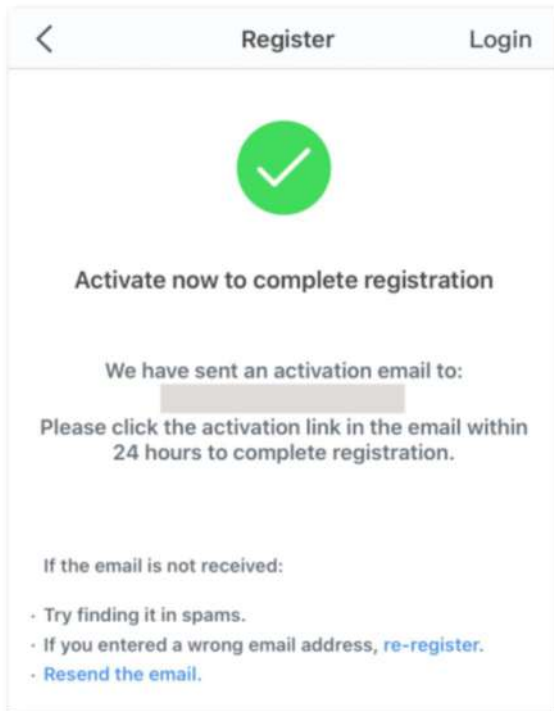 Register
Login
Activate now to complete registration
We have sent an activation email to:
Please click the activation link in the email within
24 hours to complete registration.
If the email is not received:
· Try finding it in spams.
· If you entered a wrong email address, re-register.
· Resend the email.